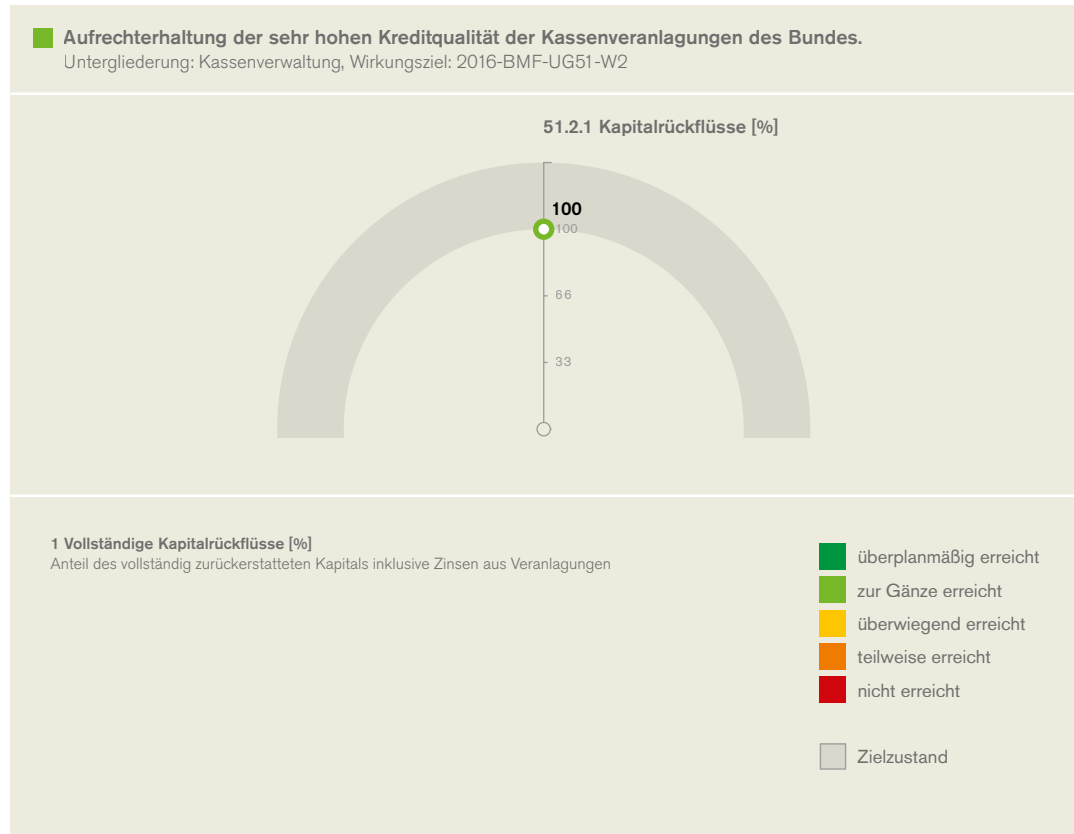 Aufrechterhaltung der sehr hohen Kreditqualität der Kassenveranlagungen des Bundes.
Untergliederung: Kassenverwaltung, Wirkungsziel: 2016-BMF-UG51-W2
51.2.1 Kapitalrückflüsse [%]
100
100
66
33
1 Vollständige Kapitalrückflüsse [%]
Anteil des vollständig zurückerstatteten Kapitals inklusive Zinsen aus Veranlagungen
überplanmäßig erreicht
zur Gänze erreicht
überwiegend erreicht
teilweise erreicht
nicht erreicht
Zielzustand